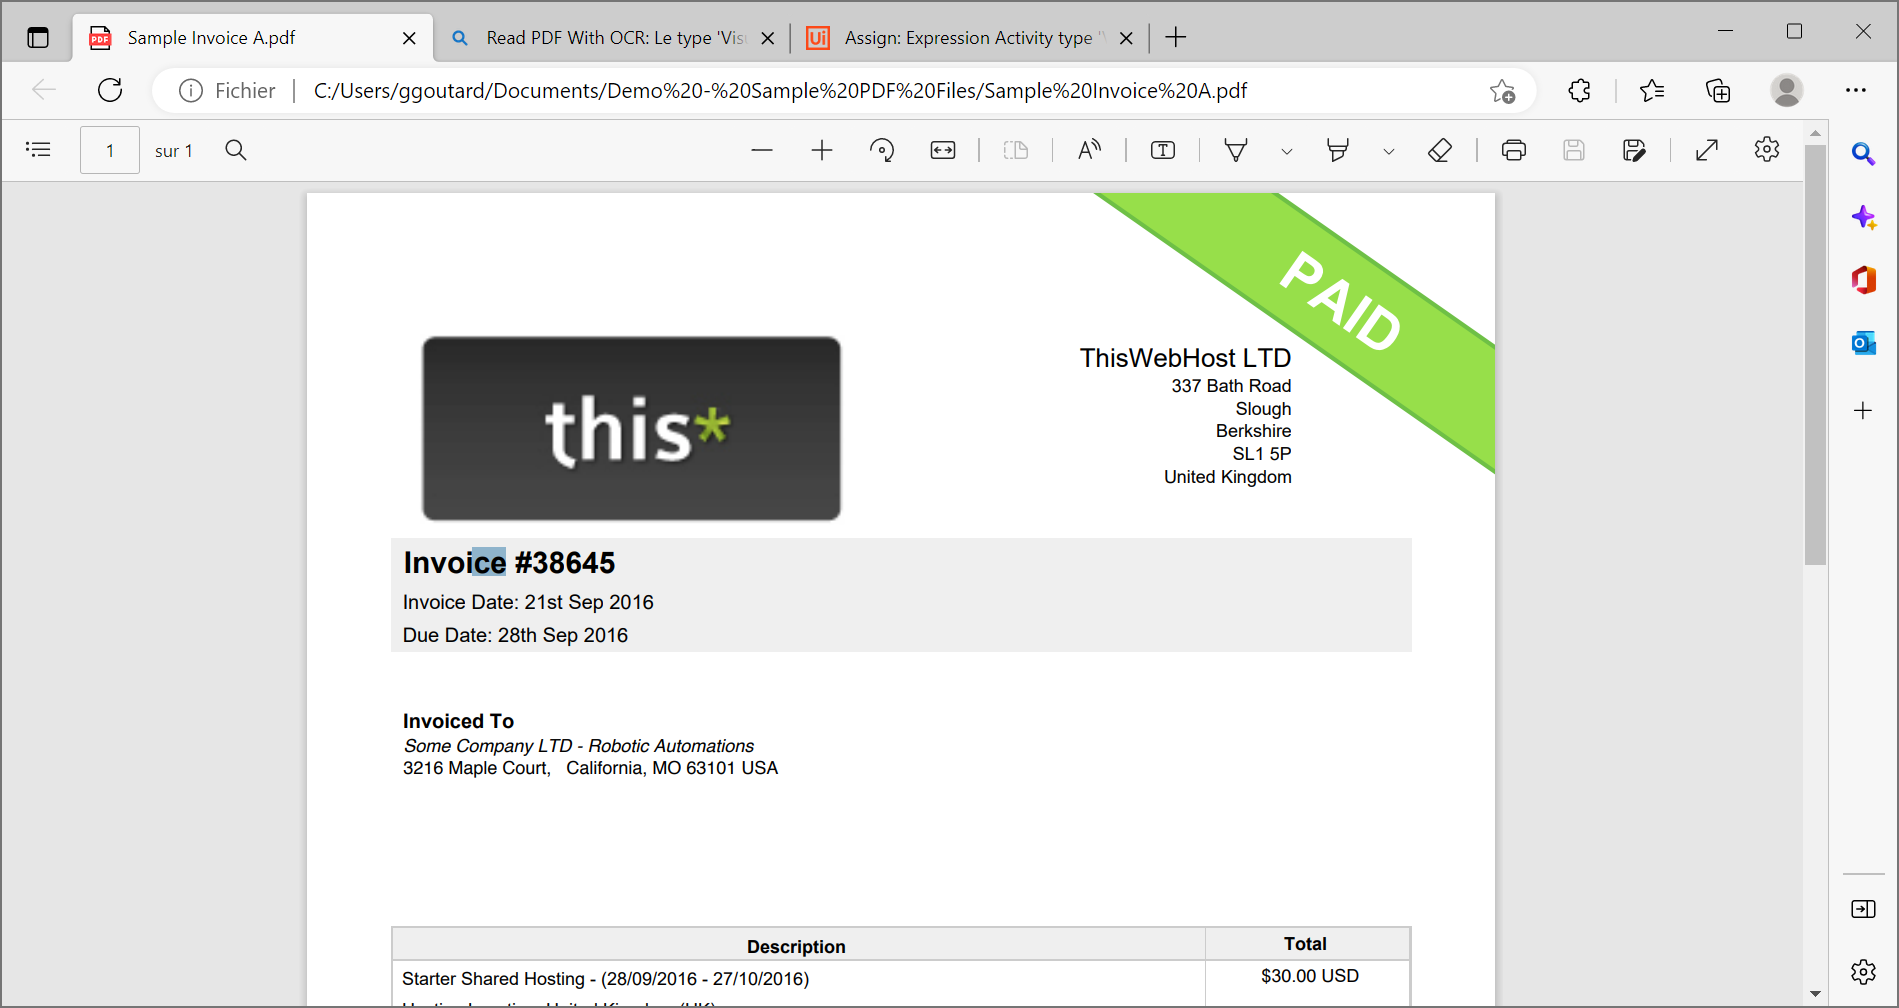 Sample Invoice A.pdf
Read PDF With OCR: Le type 'Vis
Assign: Expression Activity type '
Fichier
C:/Users/ggoutard/Documents/Demo%20-%20Sample%20PDF%20Files/Sample%20Invoice%20A.pdf
1 sur 1
PAID
this*
ThisWebHost LTD
337 Bath Road
Slough
Berkshire
SL1 5P
United Kingdom
Invoice #38645
Invoice Date: 21st Sep 2016
Due Date: 28th Sep 2016
Invoiced To
Some Company LTD - Robotic Automations
3216 Maple Court, California, MO 63101 USA
Description Total
Starter Shared Hosting - (28/09/2016 - 27/10/2016) $30.00 USD